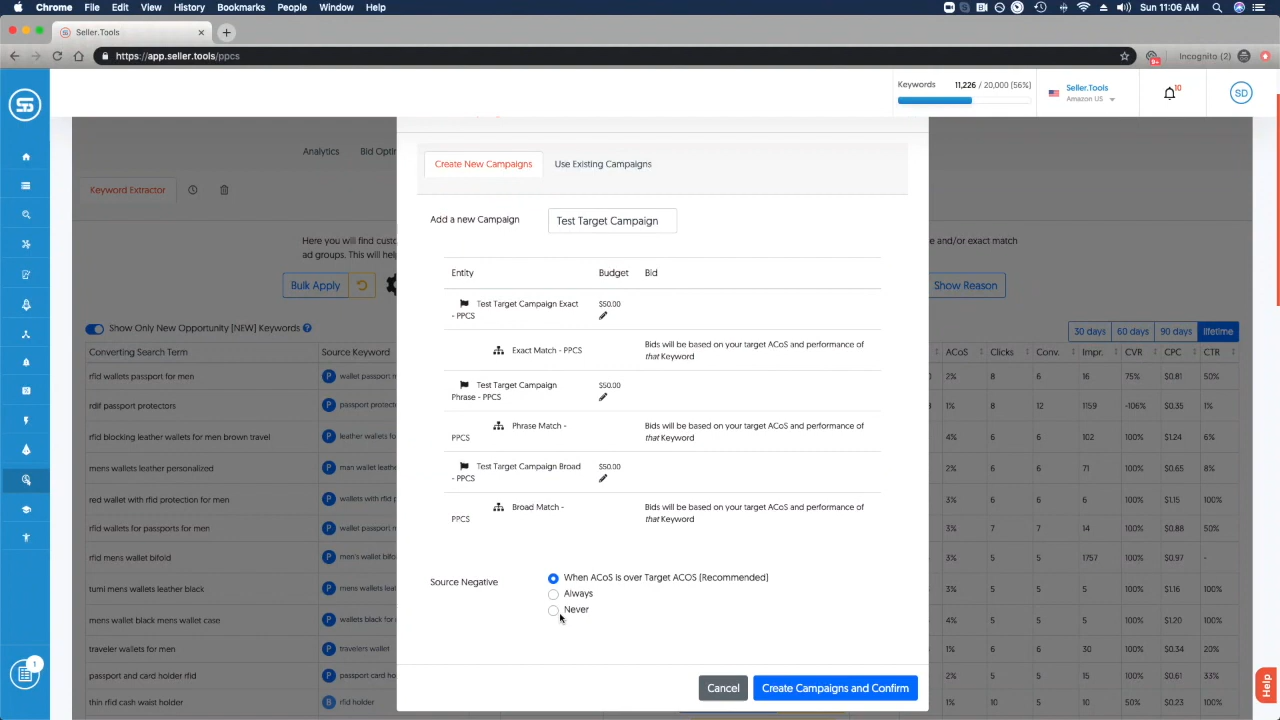 Chrome File Edit View History Bookmarks People Window Help Sun 11:06 AM
Seller.Tools
https://app.seller.tools/ppcs Incognito (2)
Keywords 11,226 / 20,000 (56%)
Seller.Tools
Amazon US
10
SD
Analytics
Create New Campaigns Use Existing Campaigns
Keyword Extractor
Add a new Campaign Test Target Campaign
Here you will find
e and/or exact match
ad groups. This will
Entity Budget Bid
Bulk Apply
Show Reason
Test Target Campaign Exact
- PPCS
$50.00
Show Only New Opportunity [NEW] Keywords ?
30 days 60 days 90 days lifetime
Exact Match - PPCS
Bids will be based on your target ACoS and performance of
that Keyword
Test Target Campaign
Phrase - PPCS
$50.00
Phrase Match -
PPCS
Bids will be based on your target ACoS and performance of
that Keyword
Test Target Campaign Broad
- PPCS
$50.00
Broad Match -
PPCS
Bids will be based on your target ACoS and performance of
that Keyword
Source Negative
When ACoS is over Target ACOS [Recommended]
Always
Never
Cancel Create Campaigns and Confirm
Converting Search Term Source Keyword ACoS Clicks Conv. Impr. CVR CPC CTR
rfid wallets passport for men P wallet passport 2% 8 6 16 75% $0.81 50%
rdif passport protectors P passport 1% 8 12 1159 -106% $0.35 1%
rfid blocking leather wallets for men brown travel P leather wallets 4% 6 6 102 100% $1.24 6%
mens wallets leather personalized P man wallet 2% 6 6 71 100% $0.65 8%
red wallet with rfid protection for men P wallets with 3% 6 6 6 100% $1.15 100%
rfid wallets for passports for men P wallet passport 3% 7 7 14 100% $0.88 50%
rfid mens wallets bifold P men's wallet 3% 5 5 1757 100% $0.97 -
tumi mens wallets leather black P mens wallets 3% 5 5 5 100% $1.16 100%
mens wallet black mens wallet case P wallets black 4% 5 5 5 100% $1.20 100%
traveler wallets for men P travelers wallet 1% 6 6 30 100% $0.34 20%
passport and card holder rfid P passport card 2% 5 5 15 100% $0.61 33%
thin rfid cash waist holder B rfid holder 1% 10 5 10 50% $0.23 100%
1
Help